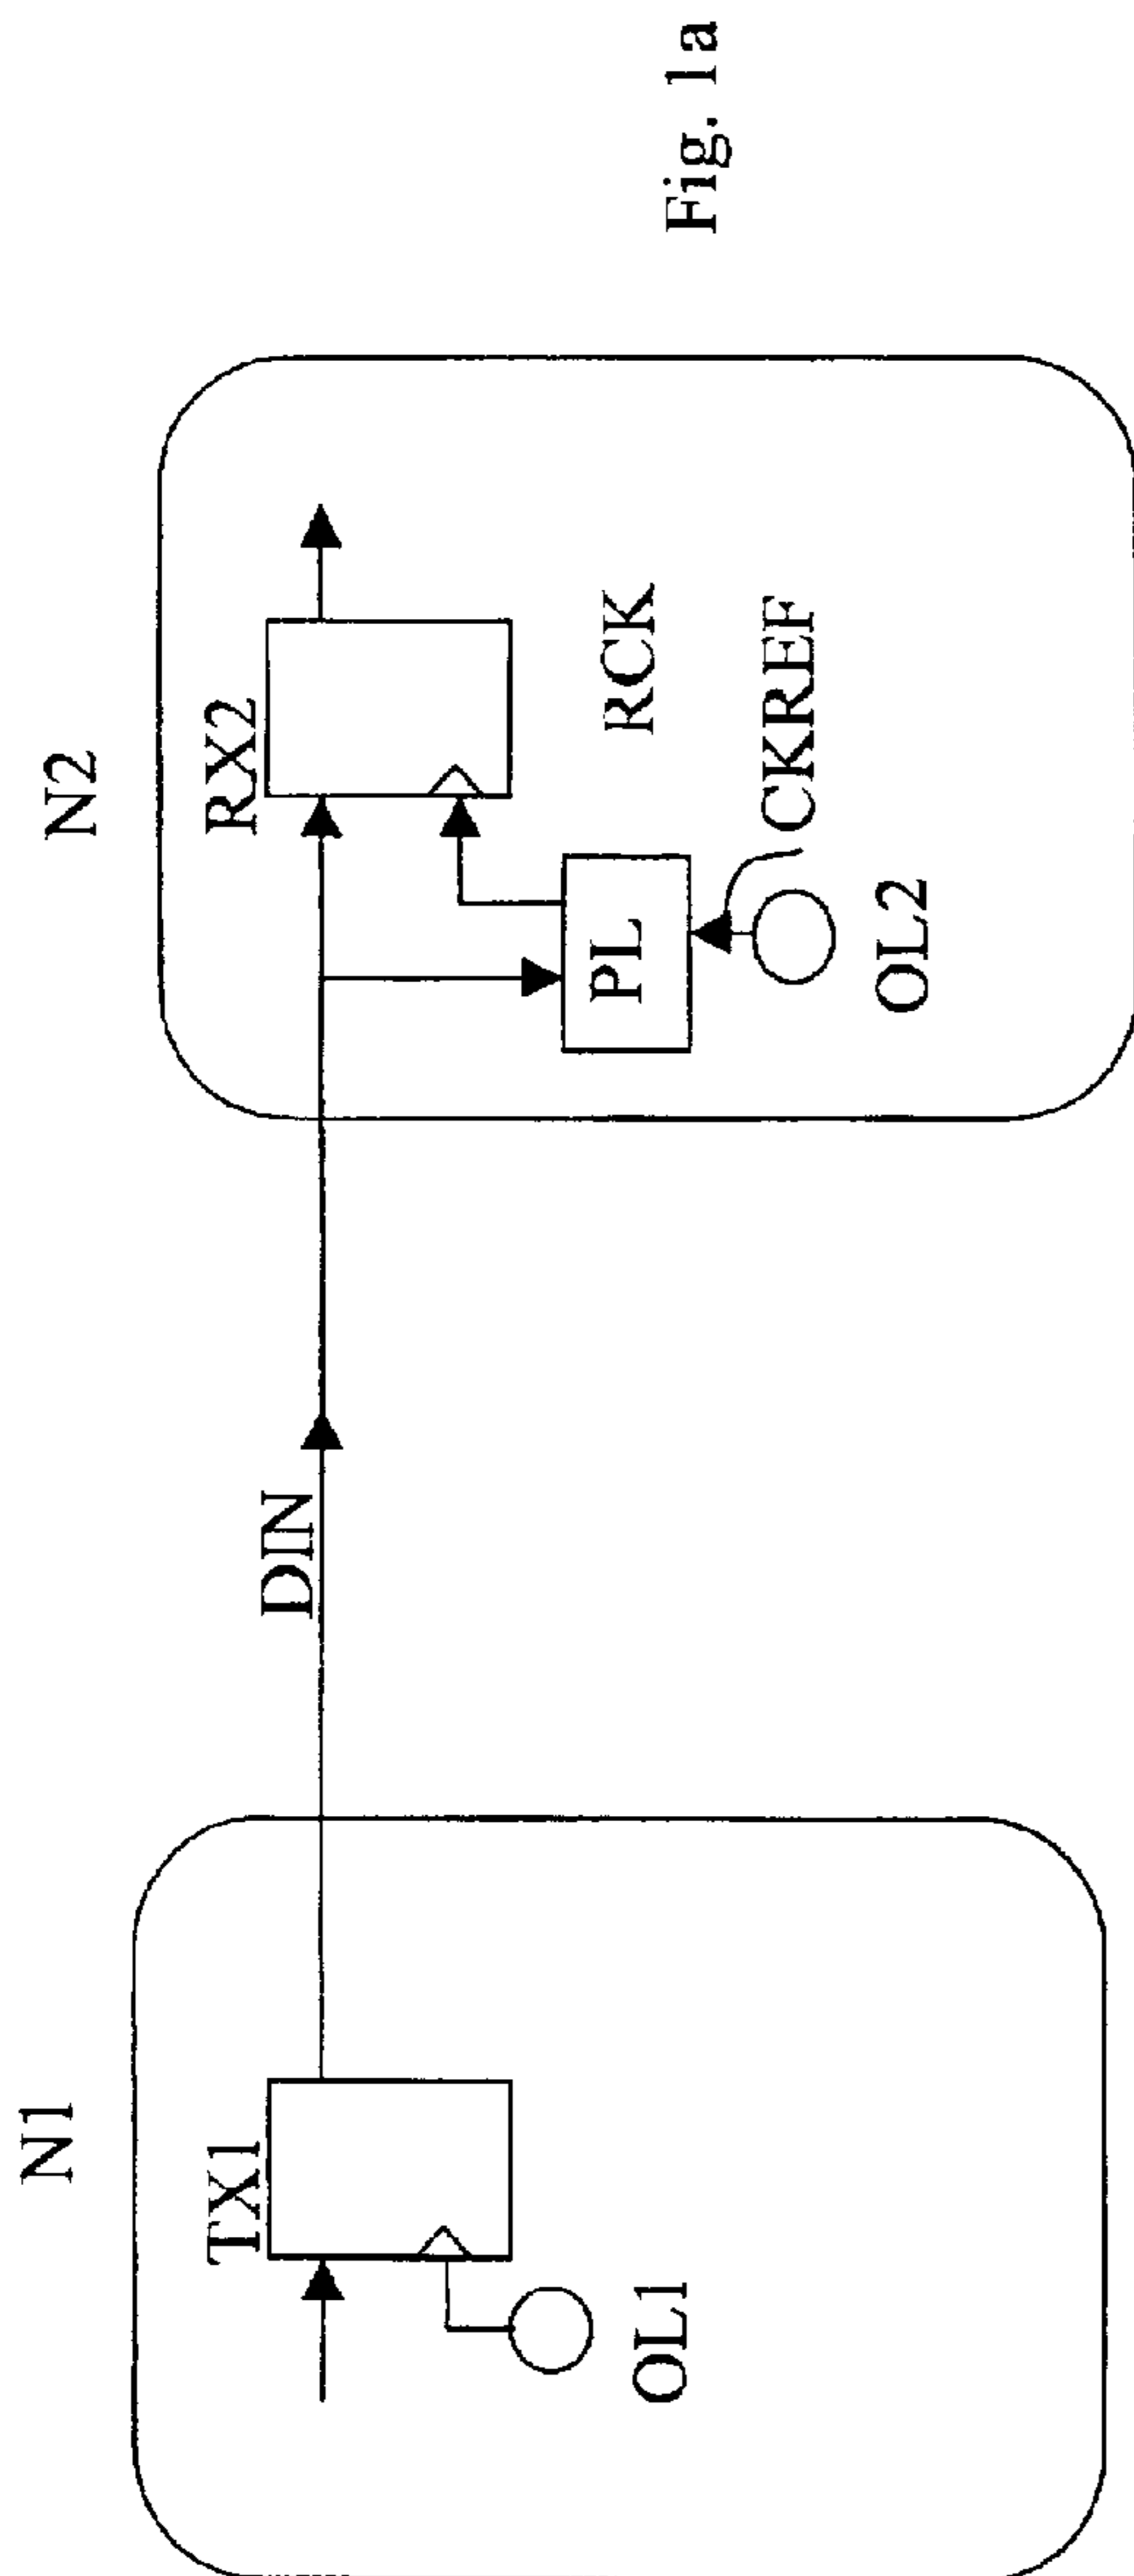 N1
N2
TX1
DIN
RX2
OL1
PL
RCK
CKREF
OL2
Fig. 1a